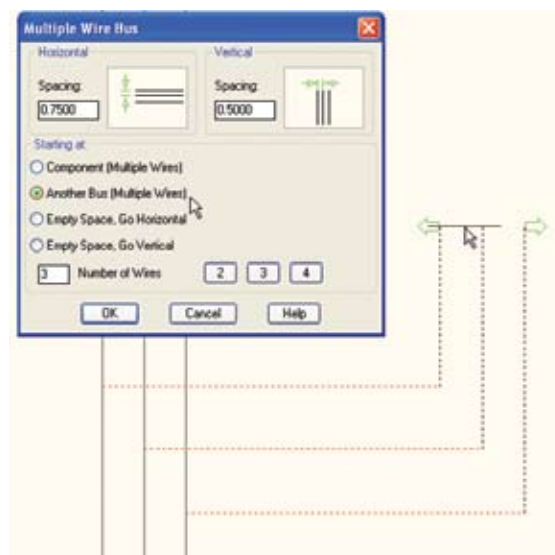 Multiple Wire Bus
Horizontal
Spacing:
0.7500
Vertical
Spacing:
0.5000
Starting at:
Component (Multiple Wires)
Another Bus (Multiple Wires)
Empty Space, Go Horizontal
Empty Space, Go Vertical
3 Number of Wires 2 3 4
OK Cancel Help